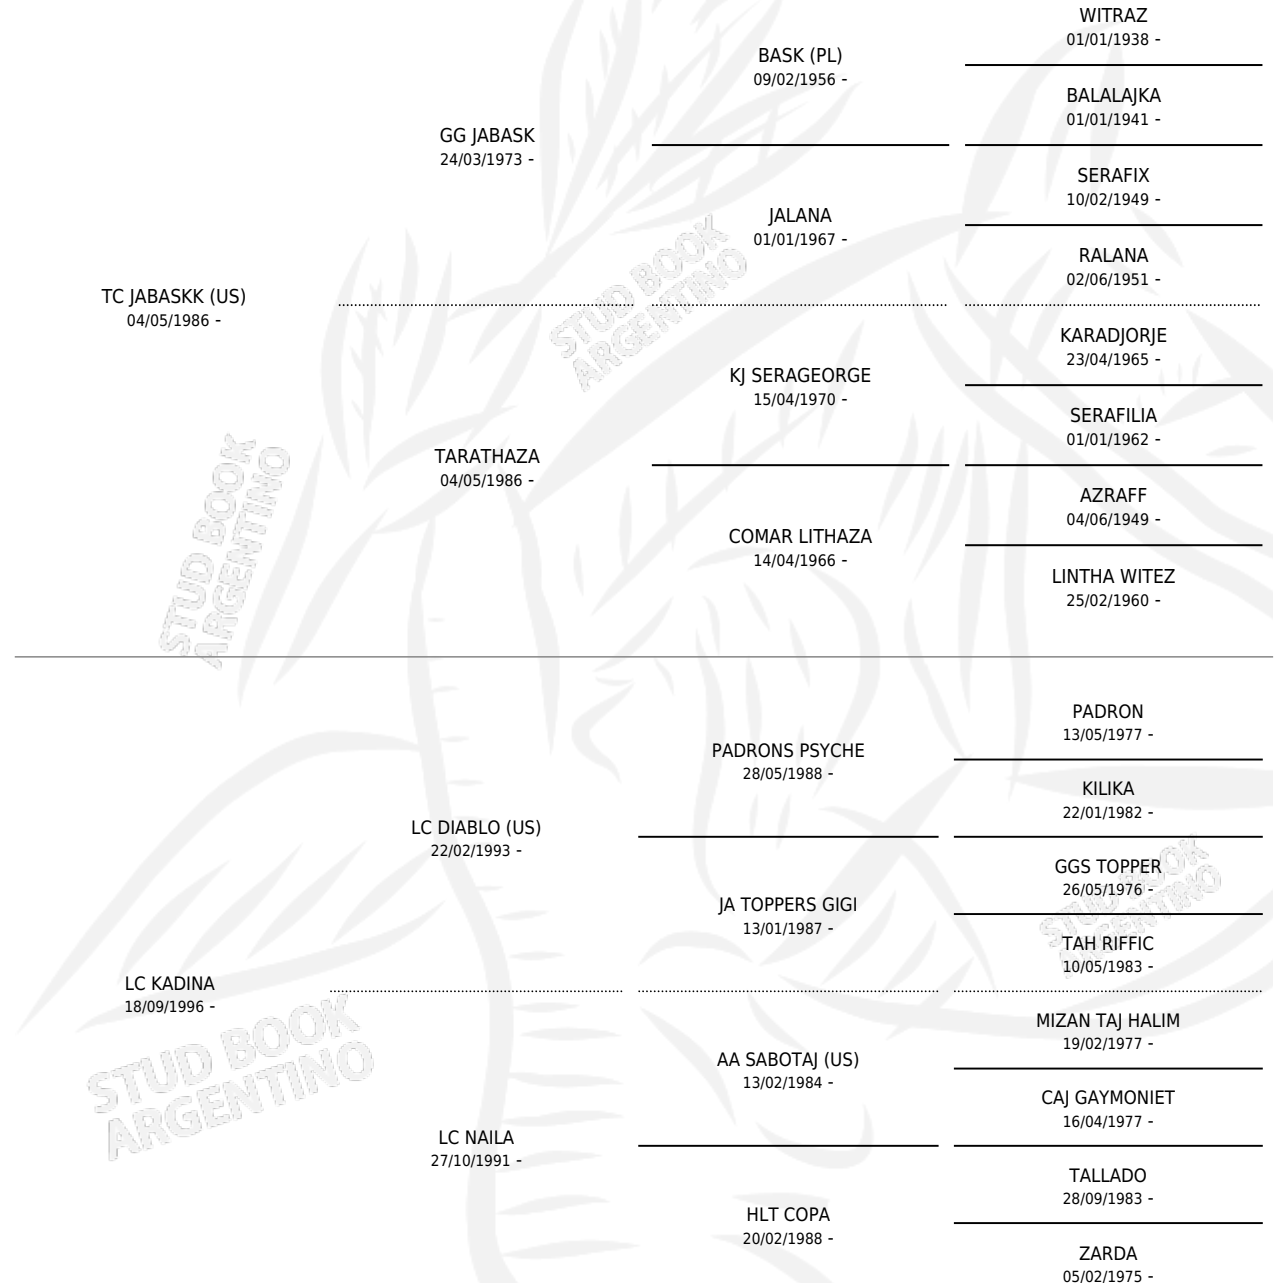 WITRAZ
01/01/1938 -
BASK (PL)
09/02/1956 -
BALALAJKA
01/01/1941 -
GG JABASK
24/03/1973 -
SERAFIX
10/02/1949 -
JALANA
01/01/1967 -
RALANA
02/06/1951 -
TC JABASKK (US)
04/05/1986 -
STUD BOOK
ARGENTINO
KARADJORJE
23/04/1965 -
KJ SERAGEORGE
15/04/1970 -
SERAFILIA
01/01/1962 -
TARATHAZA
04/05/1986 -
STUD BOOK
ARGENTINO
AZRAFF
04/06/1949 -
COMAR LITHAZA
14/04/1966 -
LINTHA WITEZ
25/02/1960 -
PADRON
13/05/1977 -
PADRONS PSYCHE
28/05/1988 -
KILIKA
22/01/1982 -
LC DIABLO (US)
22/02/1993 -
GGS TOPPER
26/05/1976 -
STUD BOOK
ARGENTINO
JA TOPPERS GIGI
13/01/1987 -
TAH RIFFIC
10/05/1983 -
LC KADINA
18/09/1996 -
STUD BOOK
ARGENTINO
MIZAN TAJ HALIM
19/02/1977 -
AA SABOTAJ (US)
13/02/1984 -
CAJ GAYMONIET
16/04/1977 -
LC NAILA
27/10/1991 -
TALLADO
28/09/1983 -
HLT COPA
20/02/1988 -
ZARDA
05/02/1975 -